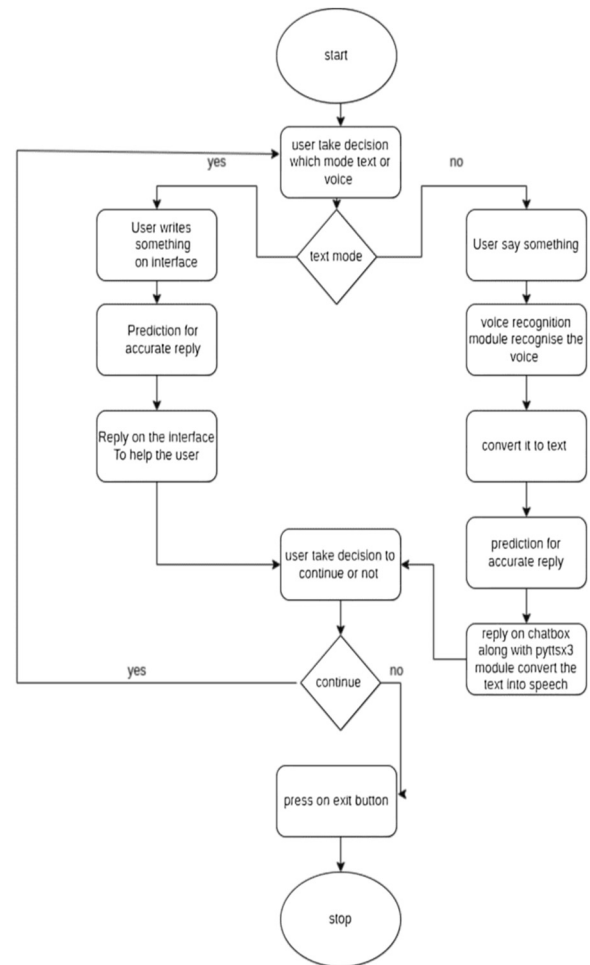 start
user take decision
which mode text or
voice
yes
no
text mode
User writes
something
on interface
Prediction for
accurate reply
Reply on the interface
To help the user
User say something
voice recognition
module recognise the
voice
convert it to text
prediction for
accurate reply
reply on chatbox
along with pyttsx3
module convert the
text into speech
user take decision to
continue or not
continue
yes
no
press on exit button
stop